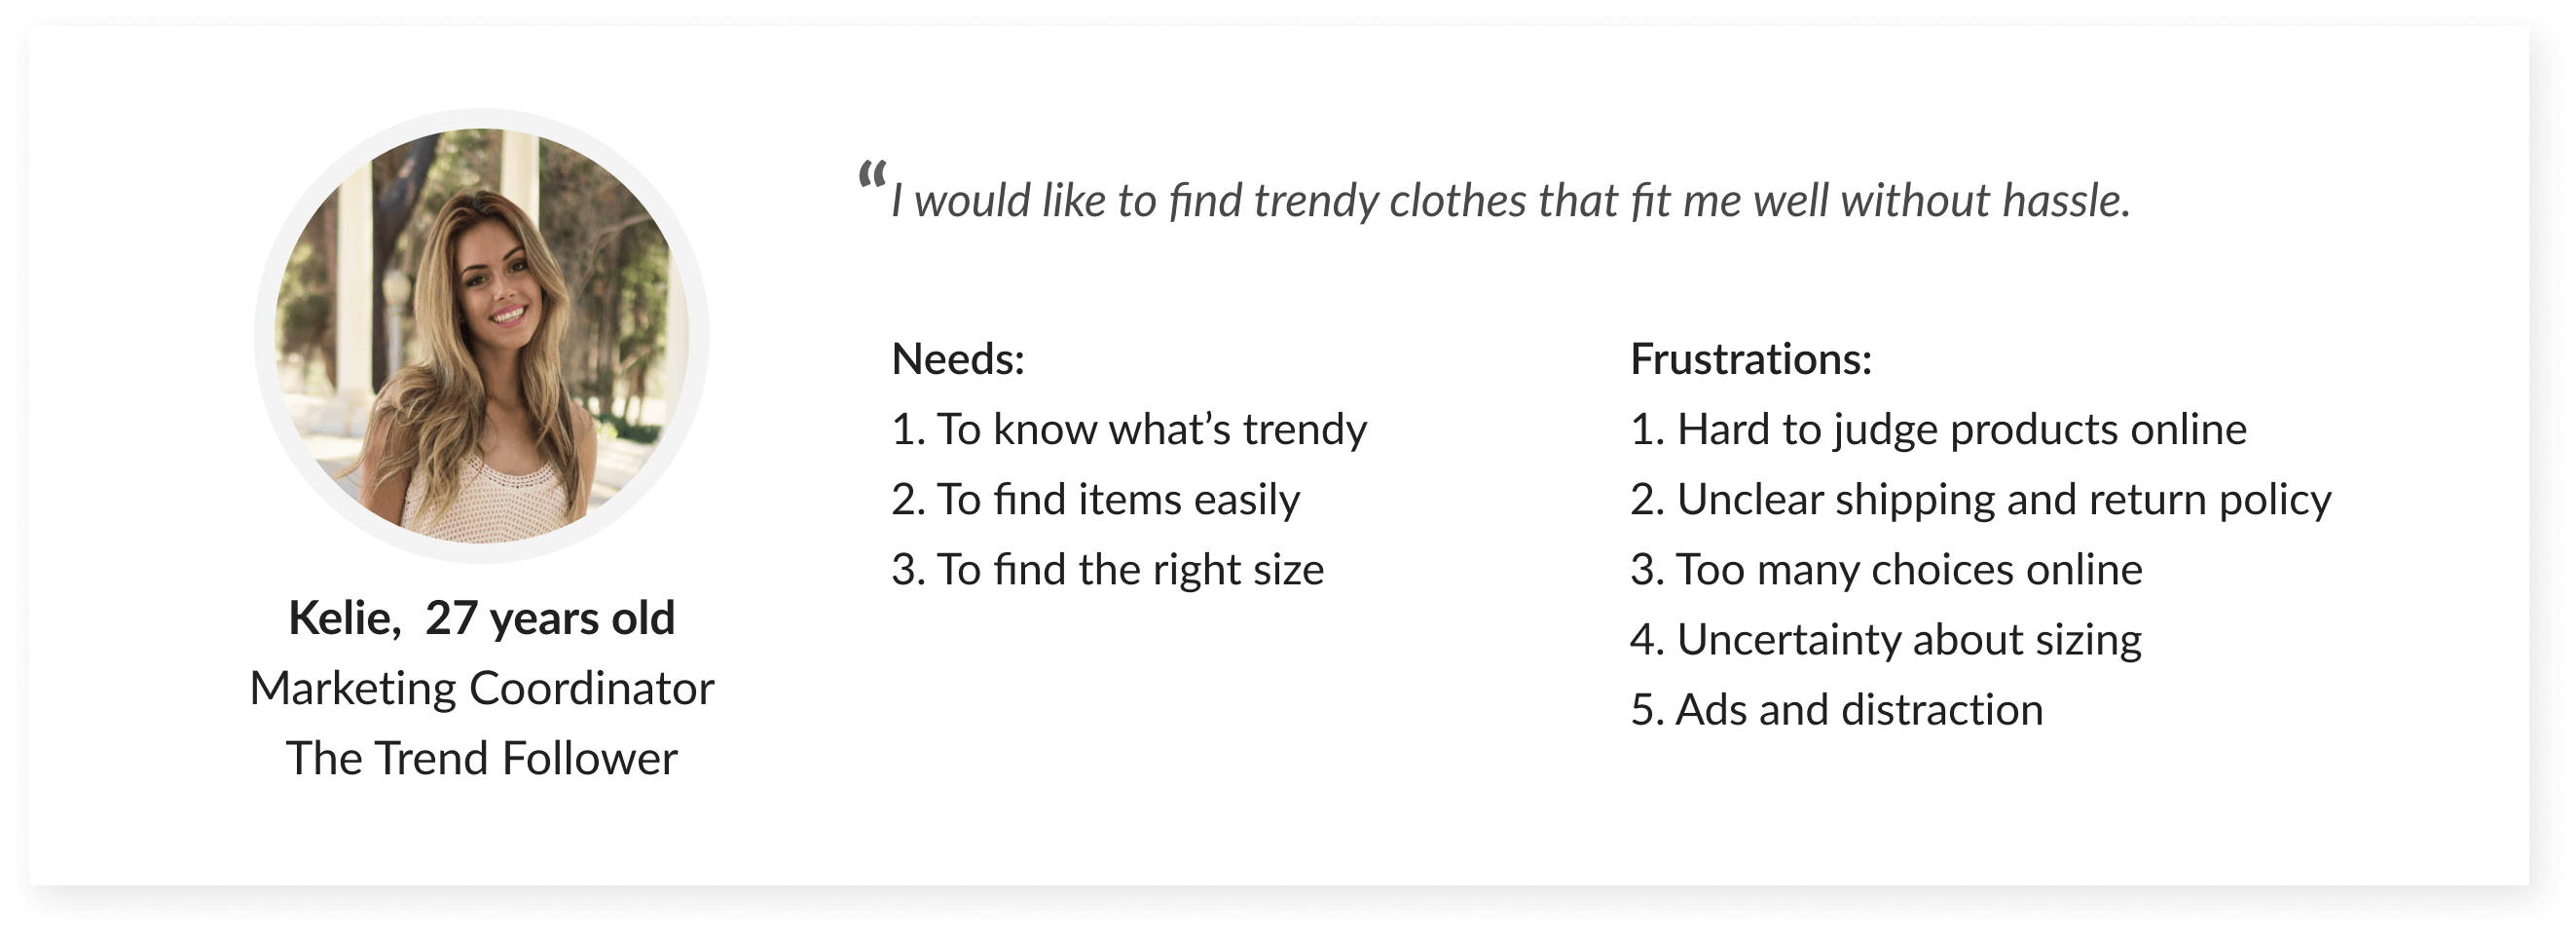 “I would like to find trendy clothes that fit me well without hassle.
Kelie,  27 years old
Marketing Coordinator
The Trend Follower
Needs:
1. To know what’s trendy
2. To find items easily
3. To find the right size
Frustrations:
1. Hard to judge products online
2. Unclear shipping and return policy
3. Too many choices online
4. Uncertainty about sizing
5. Ads and distraction